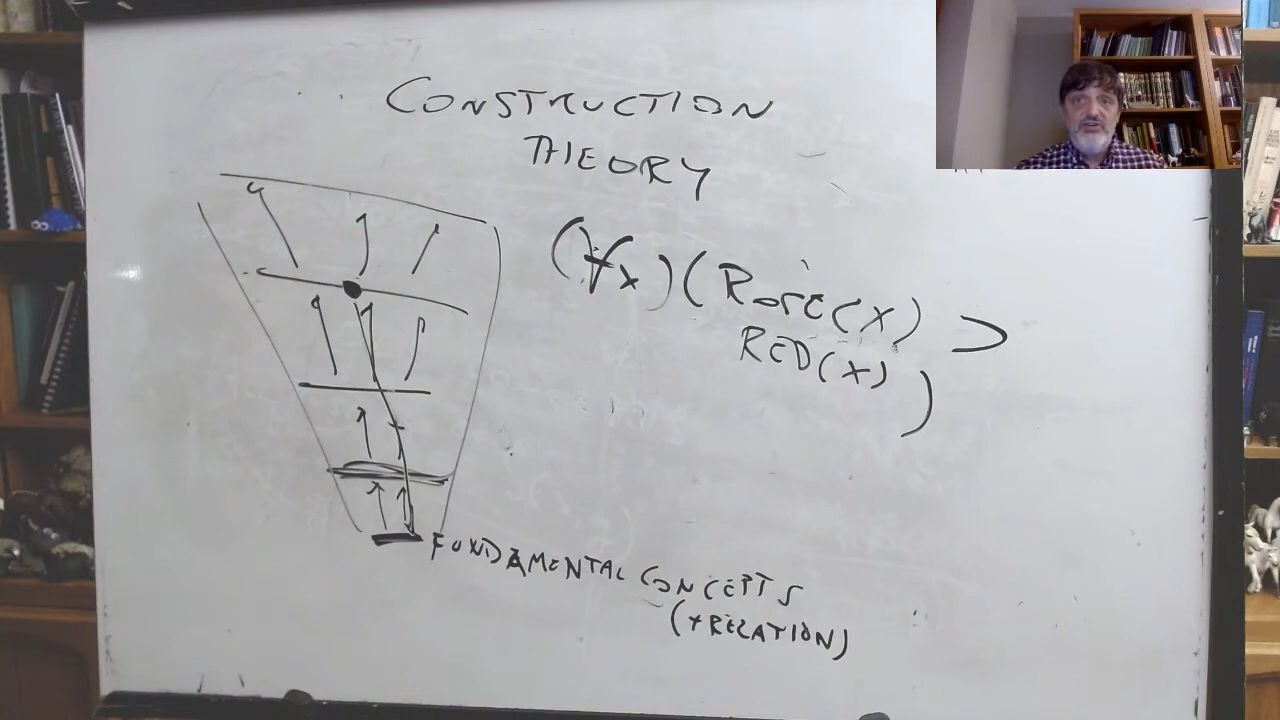 CONSTRUCTION
THEORY
(∀x)(ROSE(x) ⊃
RED(x))
FUNDAMENTAL CONCEPTS
(+RELATION)